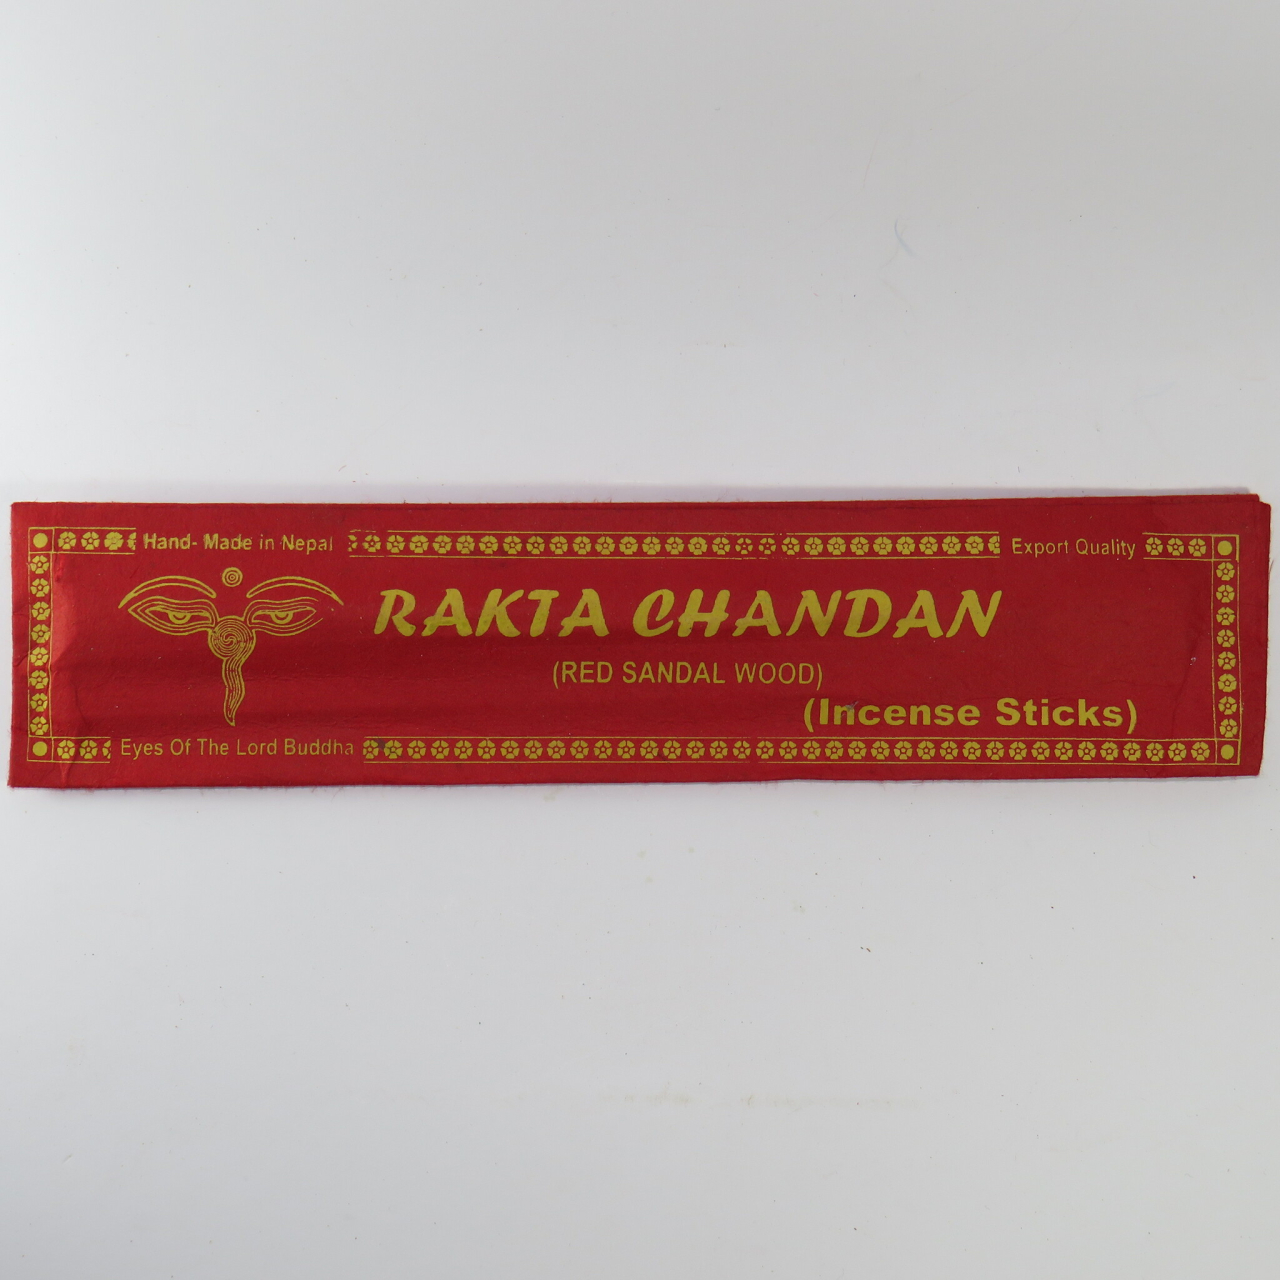 Hand- Made in Nepal
Export Quality
RAKTA CHANDAN
(RED SANDAL WOOD)
(Incense Sticks)
Eyes Of The Lord Buddha